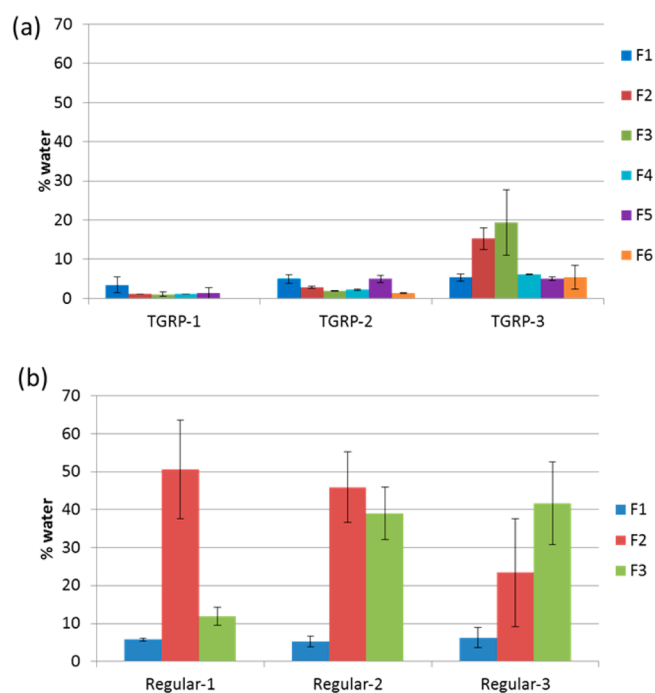 (a)
70
60
50
40
30
20
10
0
% water
TGRP-1 TGRP-2 TGRP-3
F1
F2
F3
F4
F5
F6
(b)
70
60
50
40
30
20
10
0
% water
Regular-1 Regular-2 Regular-3
F1
F2
F3